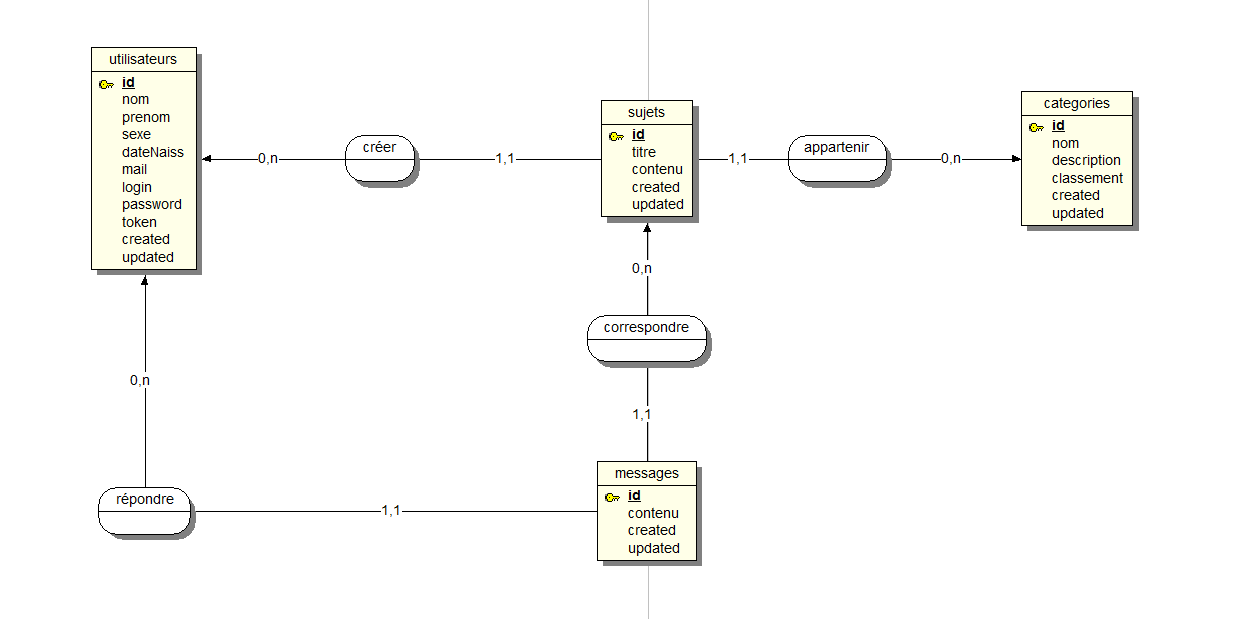 utilisateurs
id
nom
prenom
sexe
dateNaiss
mail
login
password
token
created
updated
0,n
créer
1,1
sujets
id
titre
contenu
created
updated
1,1
appartenir
0,n
categories
id
nom
description
classement
created
updated
0,n
correspondre
1,1
0,n
répondre
1,1
messages
id
contenu
created
updated